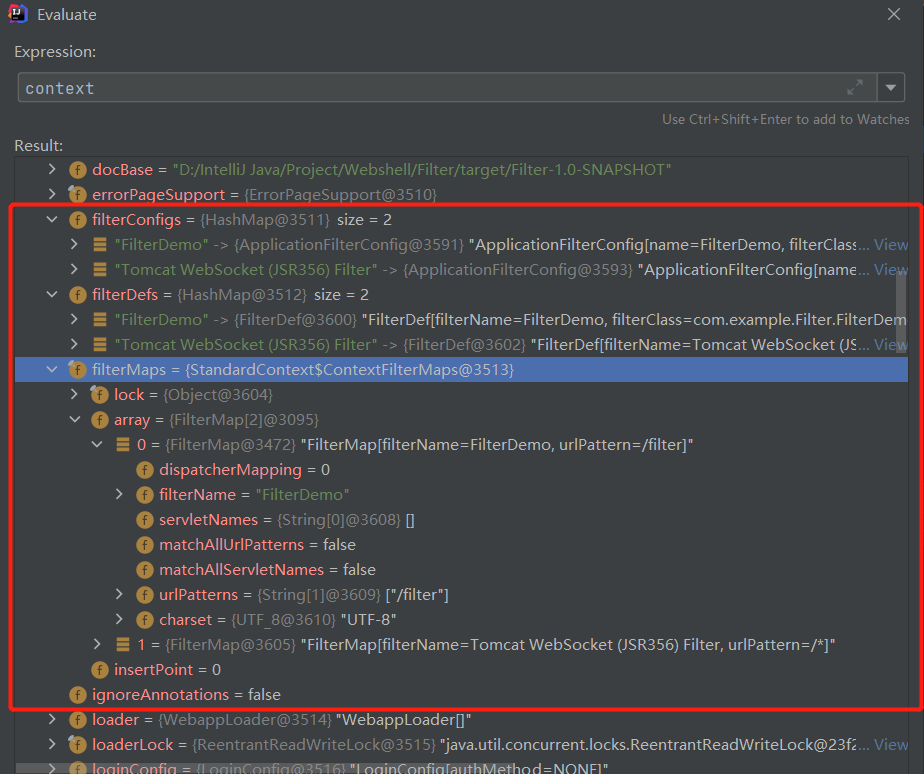 Evaluate
Expression:
context
Use Ctrl+Shift+Enter to add to Watches
Result:
docBase = "D:/IntelliJ Java/Project/Webshell/Filter/target/Filter-1.0-SNAPSHOT"
errorPageSupport = {ErrorPageSupport@3510}
filterConfigs = {HashMap@3511} size = 2
"FilterDemo" -> {ApplicationFilterConfig@3591} "ApplicationFilterConfig[name=FilterDemo, filterClass... View
"Tomcat WebSocket (JSR356) Filter" -> {ApplicationFilterConfig@3593} "ApplicationFilterConfig[name... View
filterDefs = {HashMap@3512} size = 2
"FilterDemo" -> {FilterDef@3600} "FilterDef[filterName=FilterDemo, filterClass=com.example.Filter.FilterDem
"Tomcat WebSocket (JSR356) Filter" -> {FilterDef@3602} "FilterDef[filterName=Tomcat WebSocket (JS... View
filterMaps = {StandardContext$ContextFilterMaps@3513}
lock = {Object@3604}
array = {FilterMap[2]@3095}
0 = {FilterMap@3472} "FilterMap[filterName=FilterDemo, urlPattern=/filter]"
dispatcherMapping = 0
filterName = "FilterDemo"
servletNames = {String[0]@3608} []
matchAllUrlPatterns = false
matchAllServletNames = false
urlPatterns = {String[1]@3609} ["/filter"]
charset = {UTF_8@3610} "UTF-8"
1 = {FilterMap@3605} "FilterMap[filterName=Tomcat WebSocket (JSR356) Filter, urlPattern=/*]"
insertPoint = 0
ignoreAnnotations = false
loader = {WebappLoader@3514} "WebappLoader[]"
loaderLock = {ReentrantReadWriteLock@3515} "java.util.concurrent.locks.ReentrantReadWriteLock@23f2... View
loginConfig = {LoginConfig@3516} "LoginConfig[authMethod=NONE]"